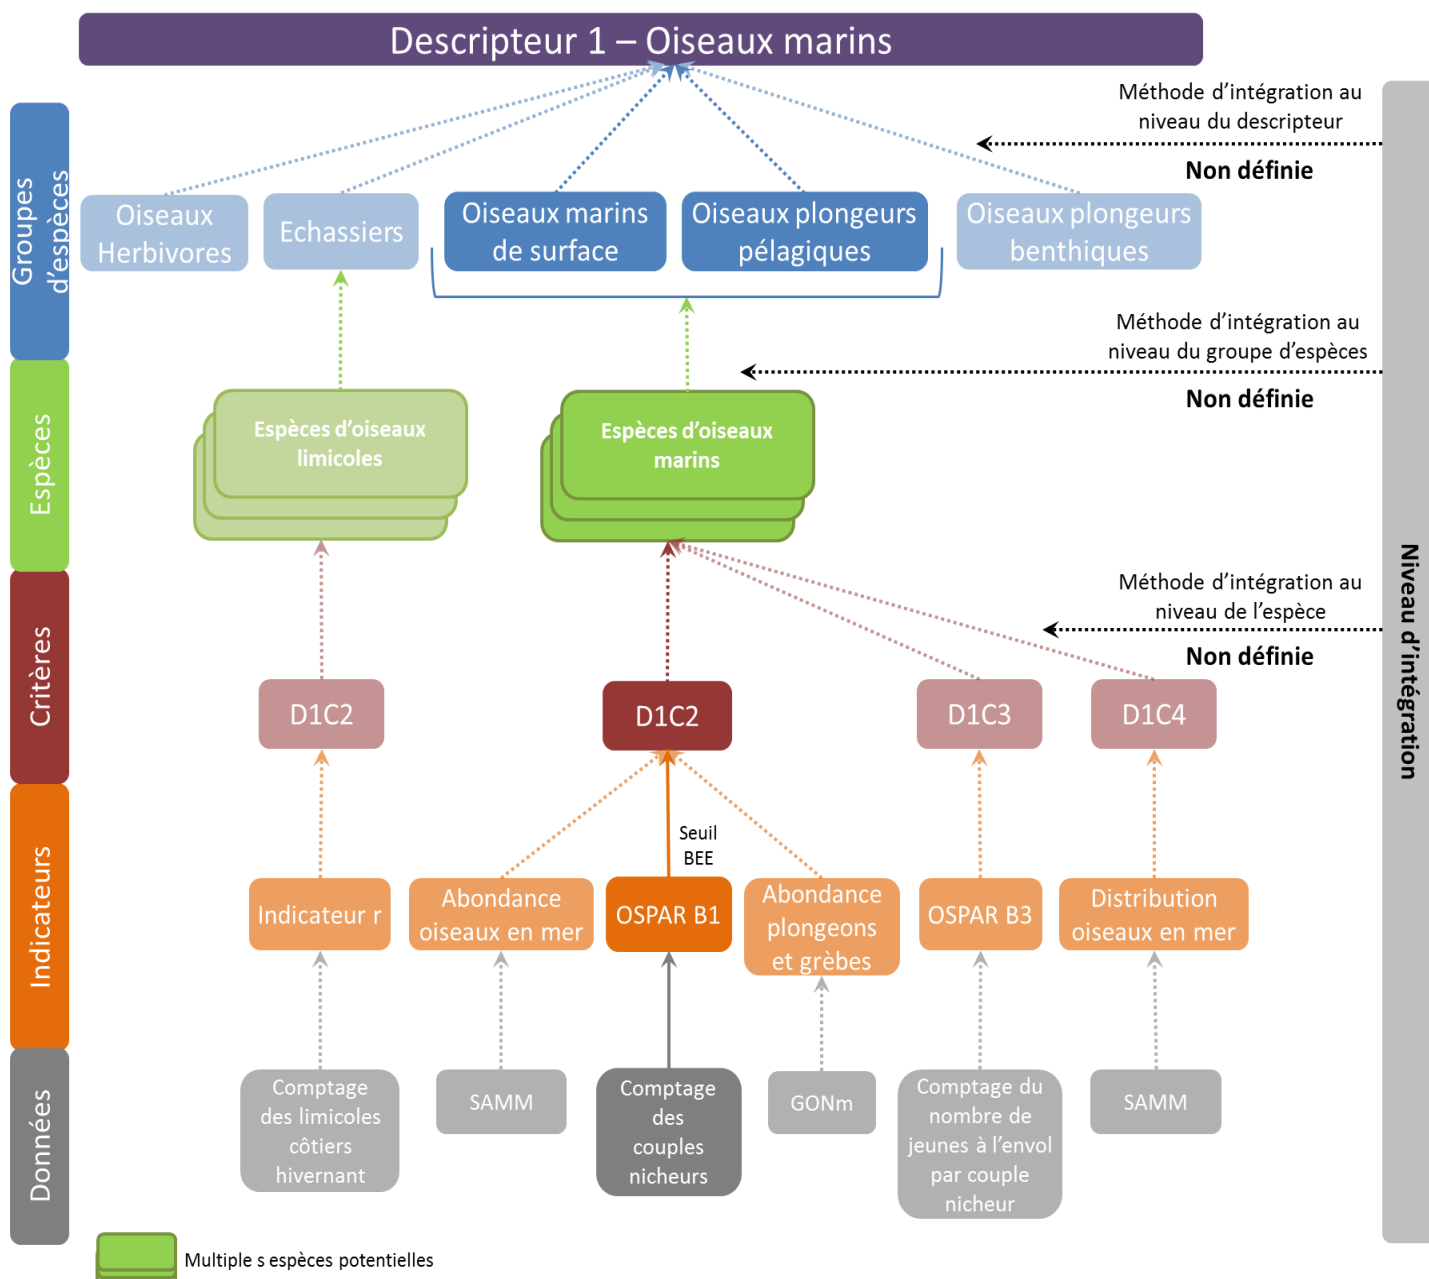 Descripteur 1 – Oiseaux marins
Méthode d'intégration au
niveau du descripteur
Non définie
Groupes
d'espèces
Oiseaux
Herbivores
Echassiers
Oiseaux marins
de surface
Oiseaux plongeurs
pélagiques
Oiseaux plongeurs
benthiques
Méthode d'intégration au
niveau du groupe d'espèces
Non définie
Espèces
Espèces d'oiseaux
limicoles
Espèces d'oiseaux
marins
Niveau d'intégration
Méthode d'intégration au
niveau de l'espèce
Non définie
Critères
D1C2
D1C2
D1C3
D1C4
Seuil
BEE
Indicateurs
Indicateur r
Abondance
oiseaux en mer
OSPAR B1
Abondance
plongeons
et grèbes
OSPAR B3
Distribution
oiseaux en mer
Données
Comptage
des limicoles
côtiers
hivernant
SAMM
Comptage
des
couples
nicheurs
GONm
Comptage du
nombre de
jeunes à l'envol
par couple
nicheur
SAMM
Multiple s espèces potentielles